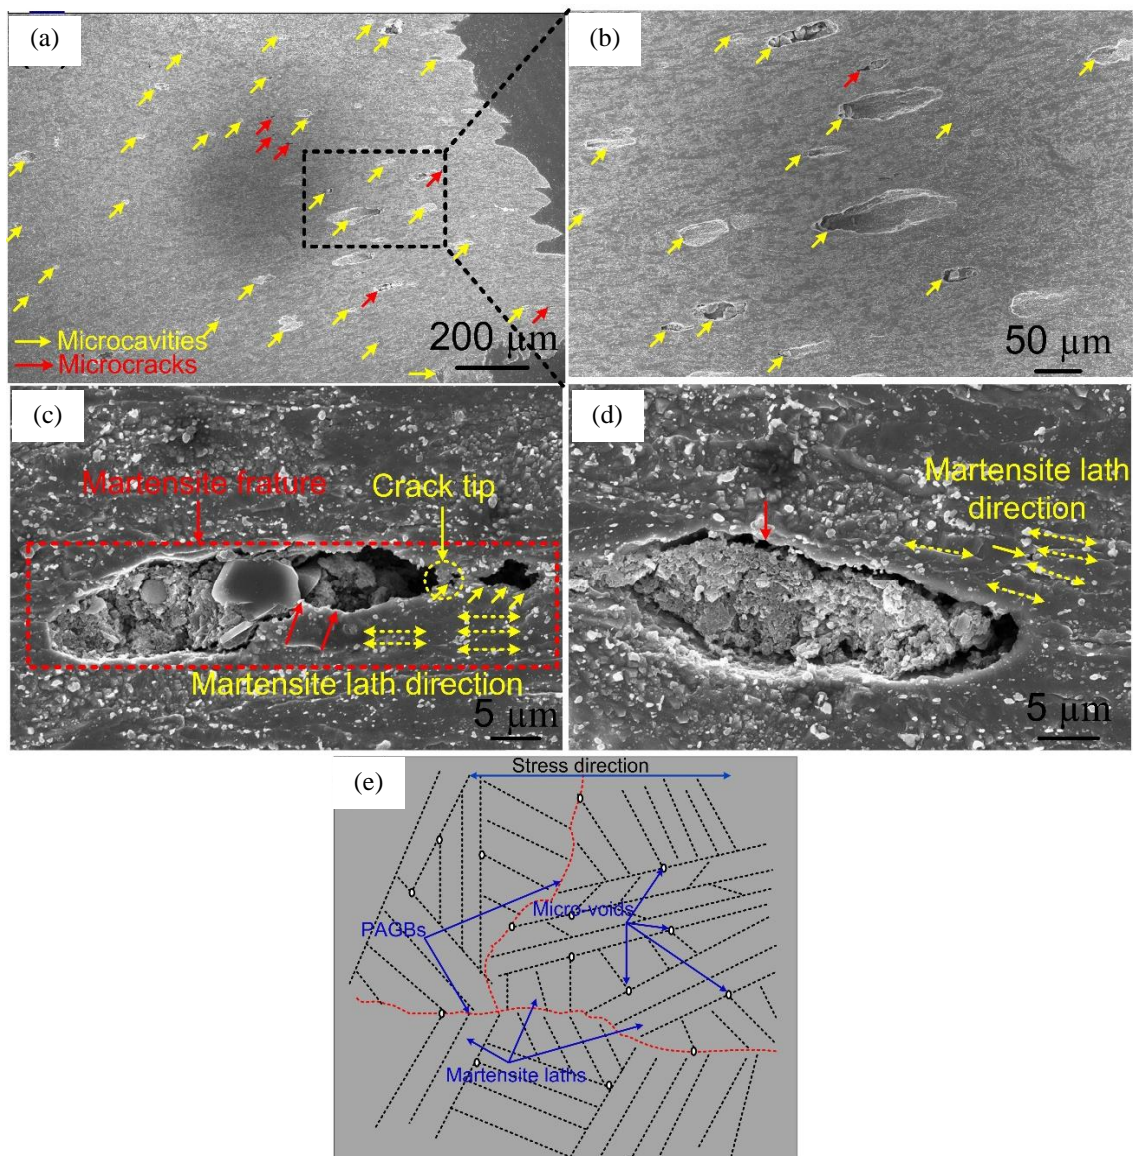 (a)
(b)
Microcavities
Microcracks
200 µm
50 µm
(c)
(d)
Martensite frature
Crack tip
Martensite lath direction
5 µm
Martensite lath
direction
5 µm
(e)
Stress direction
PAGBs
Micro-voids
Martensite laths